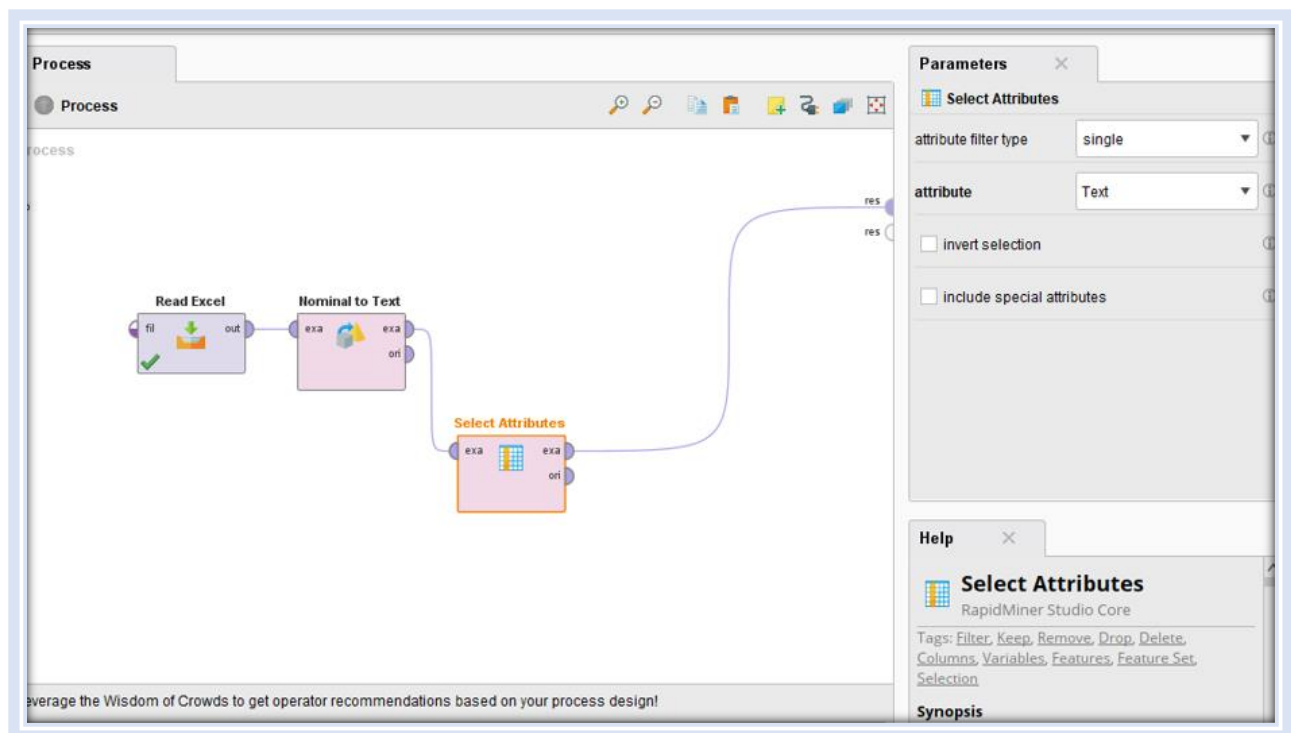 Process
Process
rocess
res
res
Read Excel
fil
out
Nominal to Text
exa
exa
ori
Select Attributes
exa
exa
ori
everage the Wisdom of Crowds to get operator recommendations based on your process design!
Parameters
Select Attributes
attribute filter type
single
attribute
Text
invert selection
include special attributes
Help
Select Attributes
RapidMiner Studio Core
Tags: Filter, Keep, Remove, Drop, Delete,
Columns, Variables, Features, Feature Set,
Selection
Synopsis